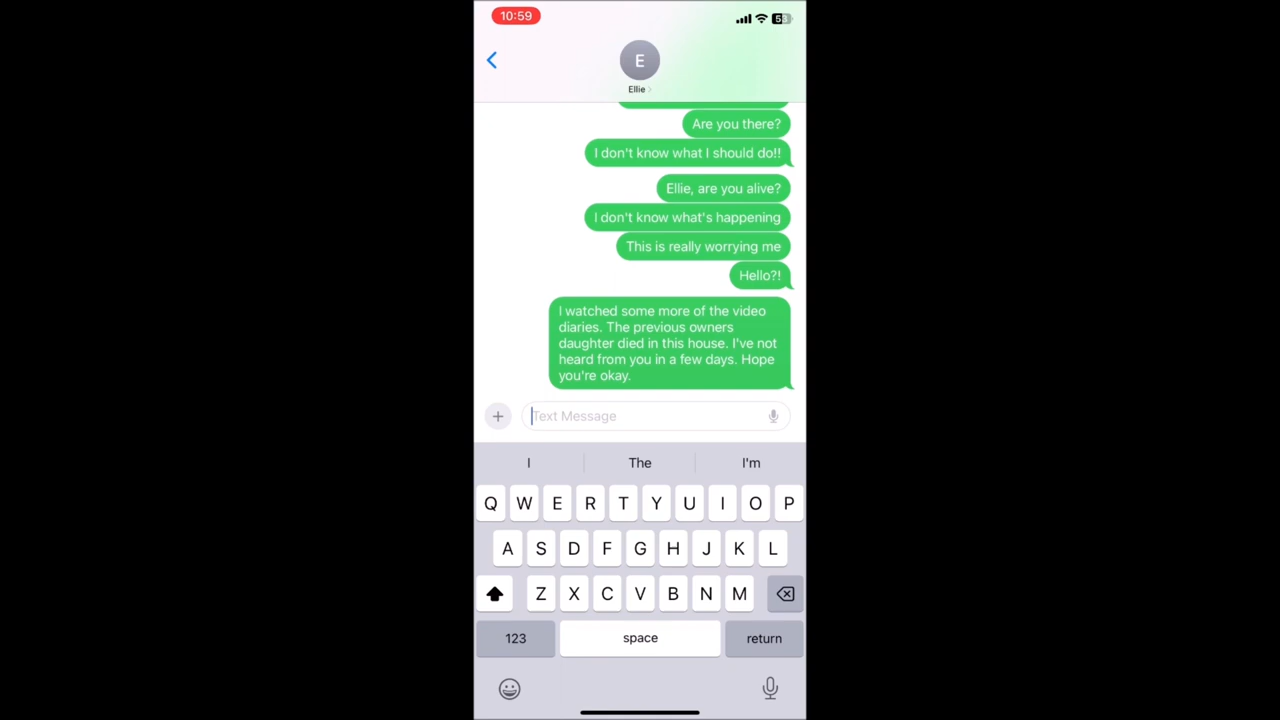 10:59
53
E
Ellie
Are you there?
I don't know what I should do!!
Ellie, are you alive?
I don't know what's happening
This is really worrying me
Hello?!
I watched some more of the video
diaries. The previous owners
daughter died in this house. I've not
heard from you in a few days. Hope
you're okay.
Text Message
I The I'm
Q W E R T Y U I O P
A S D F G H J K L
Z X C V B N M
123 space return